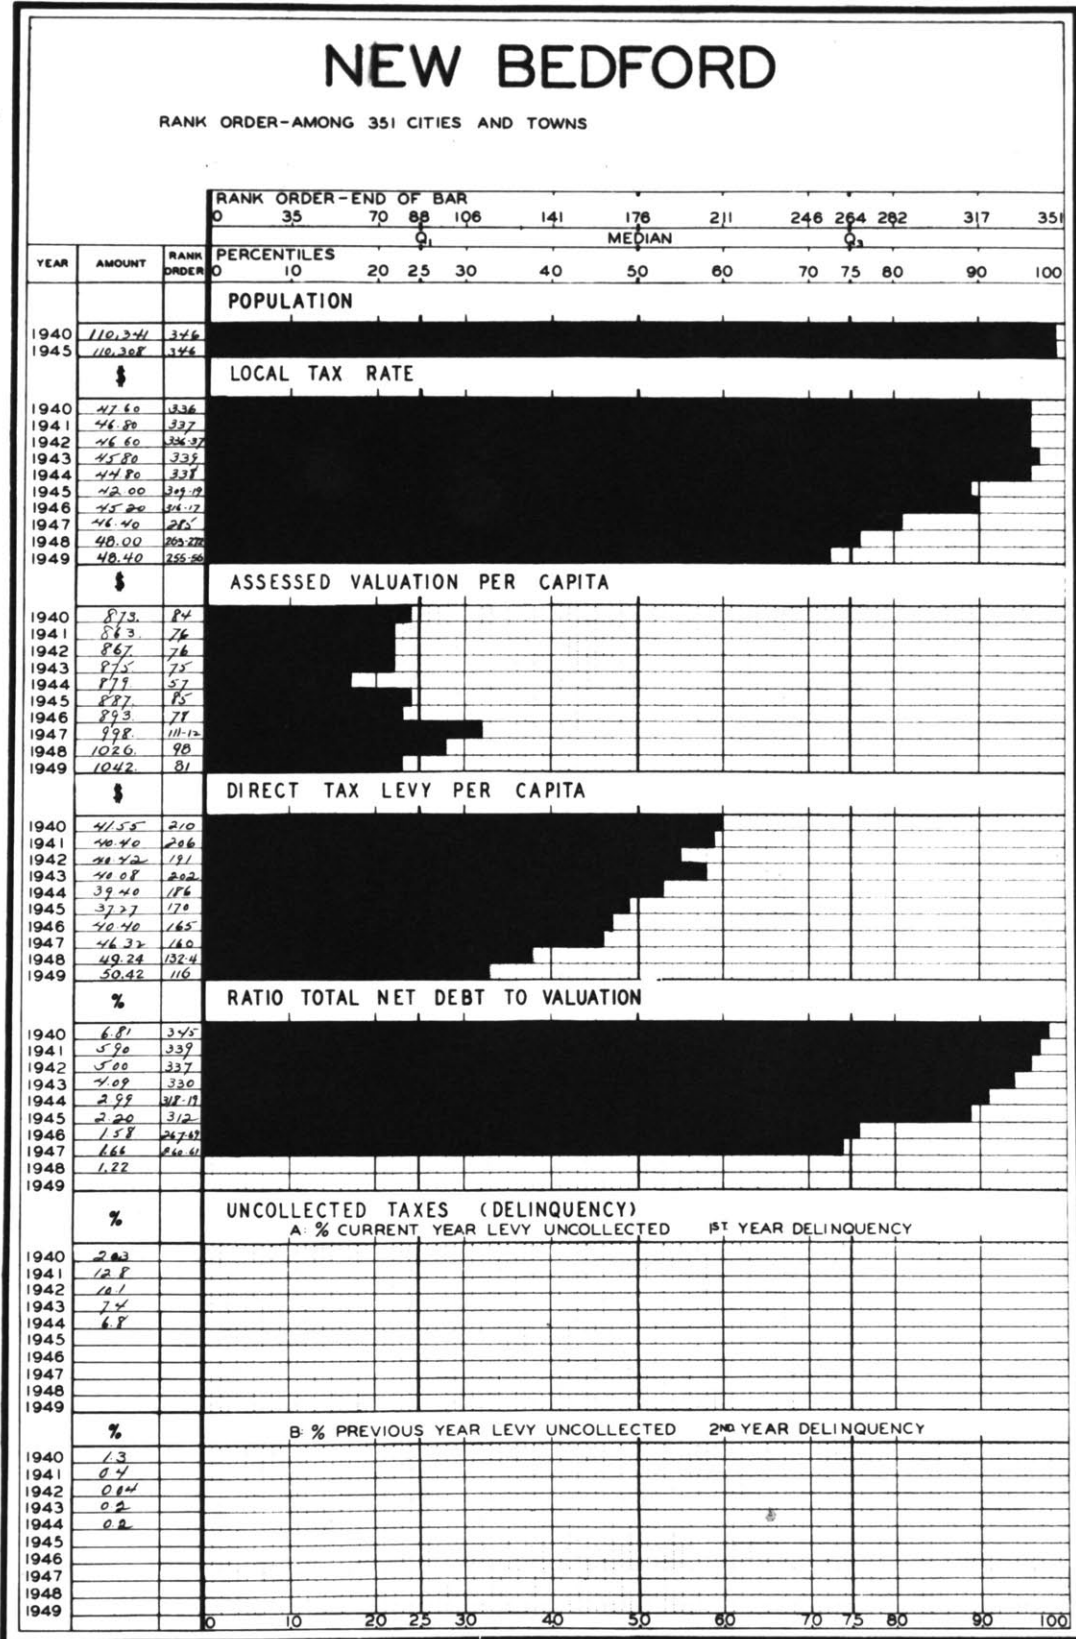 NEW BEDFORD
RANK ORDER-AMONG 351 CITIES AND TOWNS
RANK ORDER-END OF BAR
0 35 70 88 106 141 176 211 246 264 282 317 351
Q1 MEDIAN Q3
YEAR AMOUNT RANK ORDER PERCENTILES
0 10 20 25 30 40 50 60 70 75 80 90 100
POPULATION
1940 110,341 346
1945 110,308 346
$ LOCAL TAX RATE
1940 47.60 336
1941 46.80 337
1942 46.60 336-37
1943 45.80 339
1944 44.80 338
1945 42.00 309-19
1946 45.20 316-17
1947 46.40 285
1948 48.00 263-272
1949 48.40 255-56
$ ASSESSED VALUATION PER CAPITA
1940 873. 84
1941 863. 76
1942 867. 76
1943 875. 75
1944 879 57
1945 887. 85
1946 893. 78
1947 998. 111-12
1948 1026. 98
1949 1042. 81
$ DIRECT TAX LEVY PER CAPITA
1940 41.55 210
1941 40.40 206
1942 40.42 191
1943 40.08 202
1944 39.40 186
1945 37.27 170
1946 40.40 165
1947 46.32 160
1948 49.24 132-4
1949 50.42 116
% RATIO TOTAL NET DEBT TO VALUATION
1940 6.81 345
1941 5.90 339
1942 5.00 337
1943 4.09 330
1944 2.99 318-19
1945 2.20 312
1946 1.58 267-69
1947 1.66 260-61
1948 1.22
1949
% UNCOLLECTED TAXES (DELINQUENCY)
A: % CURRENT YEAR LEVY UNCOLLECTED 1ST YEAR DELINQUENCY
1940
1941 12.8
1942 10.1
1943 7.4
1944 6.8
1945
1946
1947
1948
1949
% B: % PREVIOUS YEAR LEVY UNCOLLECTED 2ND YEAR DELINQUENCY
1940 1.3
1941 0.4
1942 0.04
1943 0.2
1944 0.2
1945
1946
1947
1948
1949
0 10 20 25 30 40 50 60 70 75 80 90 100